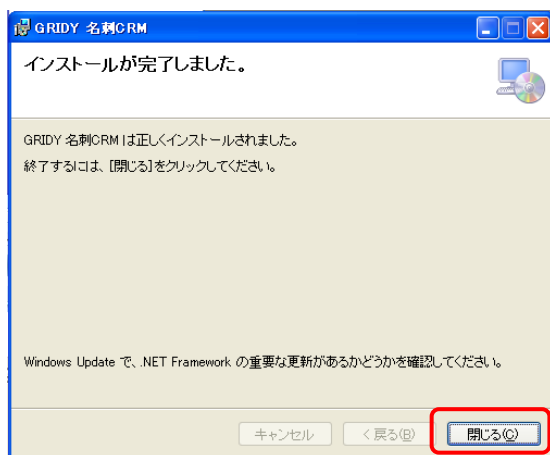 GRIDY 名刺CRM
インストールが完了しました。
GRIDY 名刺CRM は正しくインストールされました。
終了するには、[閉じる]をクリックしてください。
Windows Update で、.NET Framework の重要な更新があるかどうかを確認してください。
キャンセル
< 戻る(B)
閉じる(C)